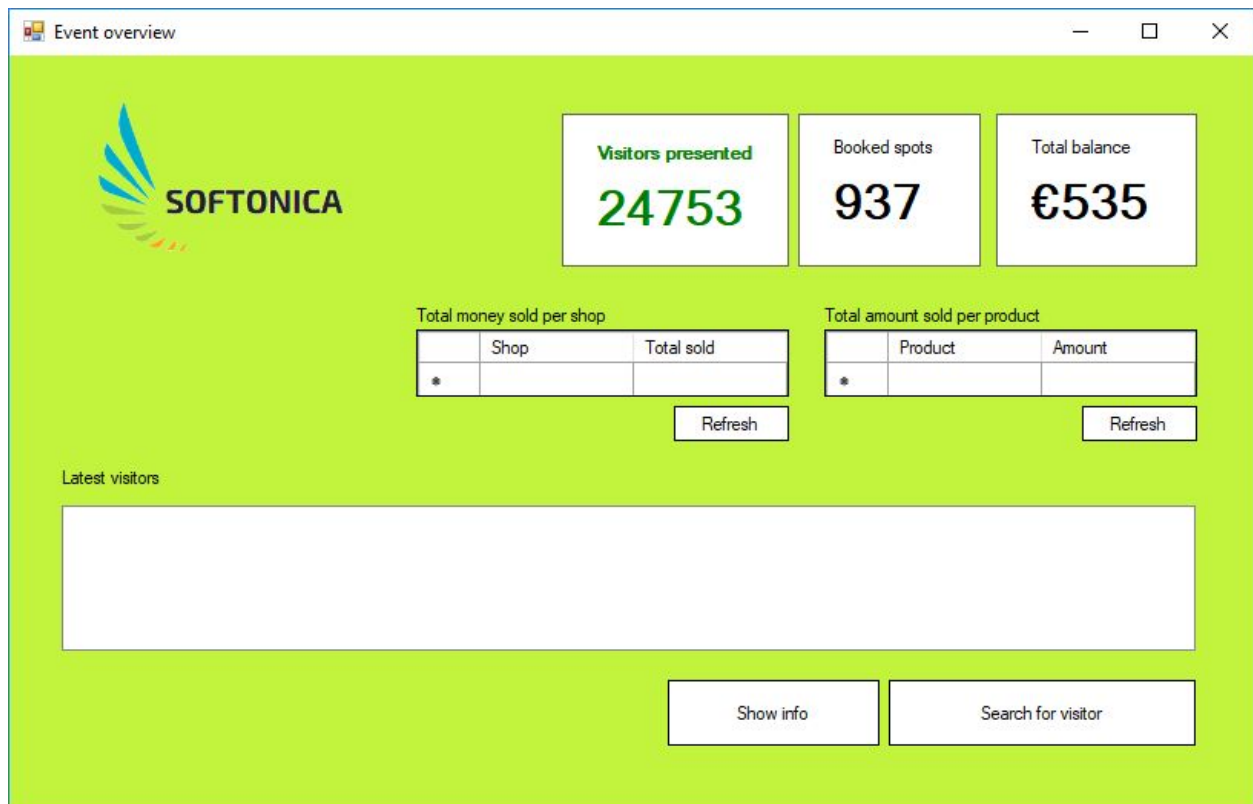 Event overview
SOFTONICA
Visitors presented
24753
Booked spots
937
Total balance
€535
Total money sold per shop
Shop Total sold
*
Refresh
Total amount sold per product
Product Amount
*
Refresh
Latest visitors
Show info
Search for visitor